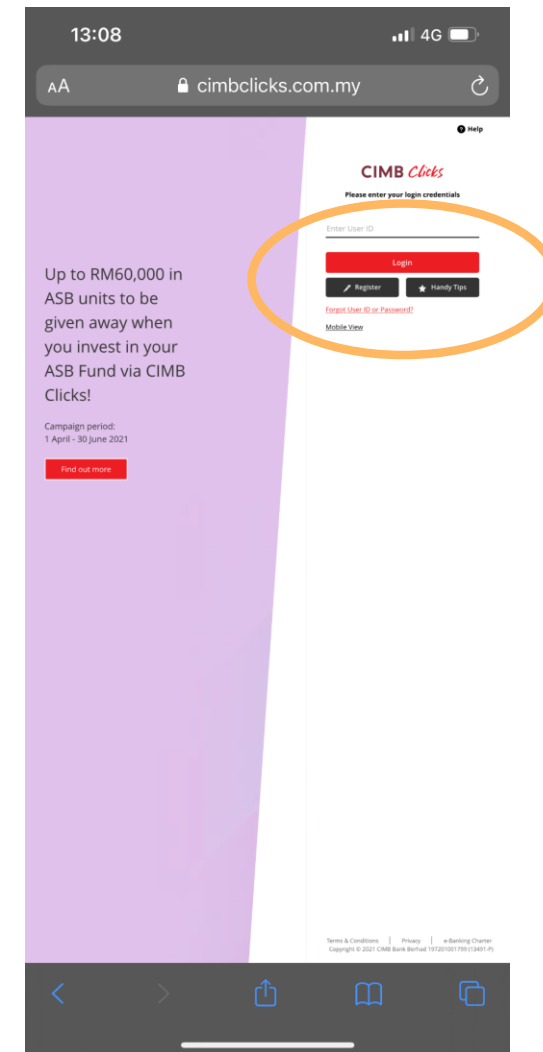 13:08
4G
AA
cimbclicks.com.my
Help
CIMB Clicks
Please enter your login credentials
Enter User ID
Login
Register
Handy Tips
Forgot User ID or Password?
Mobile View
Up to RM60,000 in
ASB units to be
given away when
you invest in your
ASB Fund via CIMB
Clicks!
Campaign period:
1 April - 30 June 2021
Find out more
Terms & Conditions | Privacy | e-Banking Charter
Copyright © 2021 CIMB Bank Berhad 197201001799 (13491-P)